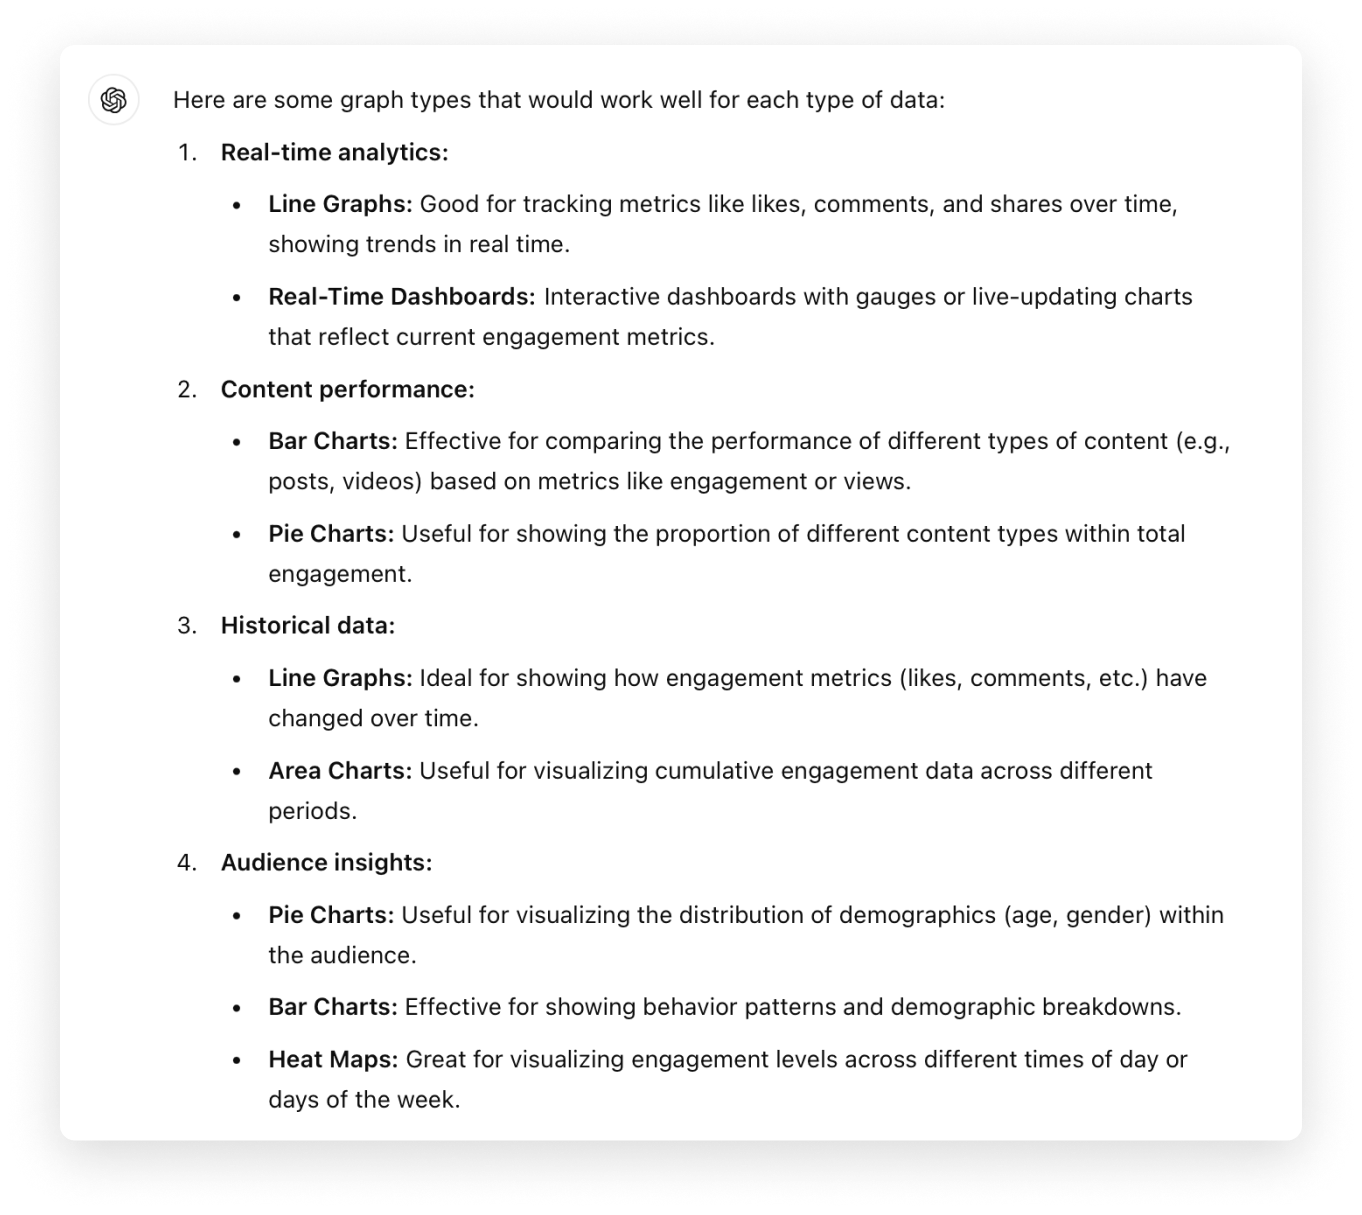 Here are some graph types that would work well for each type of data:
1. Real-time analytics:
• Line Graphs: Good for tracking metrics like likes, comments, and shares over time,
showing trends in real time.
• Real-Time Dashboards: Interactive dashboards with gauges or live-updating charts
that reflect current engagement metrics.
2. Content performance:
• Bar Charts: Effective for comparing the performance of different types of content (e.g.,
posts, videos) based on metrics like engagement or views.
• Pie Charts: Useful for showing the proportion of different content types within total
engagement.
3. Historical data:
• Line Graphs: Ideal for showing how engagement metrics (likes, comments, etc.) have
changed over time.
• Area Charts: Useful for visualizing cumulative engagement data across different
periods.
4. Audience insights:
• Pie Charts: Useful for visualizing the distribution of demographics (age, gender) within
the audience.
• Bar Charts: Effective for showing behavior patterns and demographic breakdowns.
• Heat Maps: Great for visualizing engagement levels across different times of day or
days of the week.